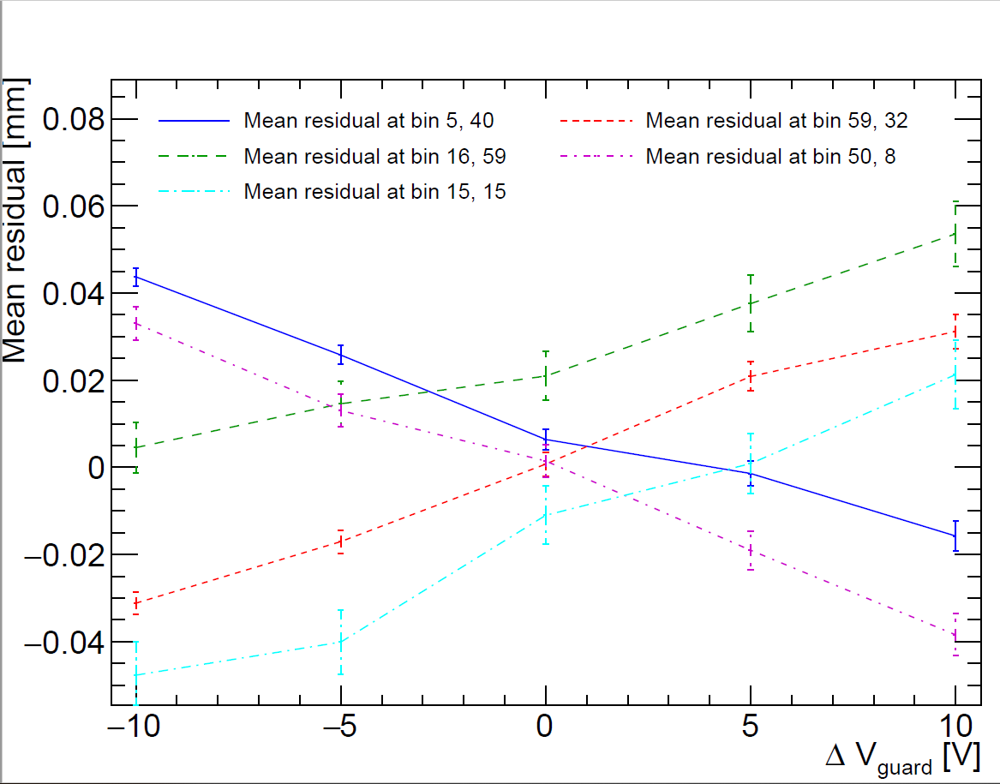 Mean residual [mm]
0.08
0.06
0.04
0.02
0
−0.02
−0.04
Mean residual at bin 5, 40
Mean residual at bin 59, 32
Mean residual at bin 16, 59
Mean residual at bin 50, 8
Mean residual at bin 15, 15
−10
−5
0
5
10
Δ Vguard [V]